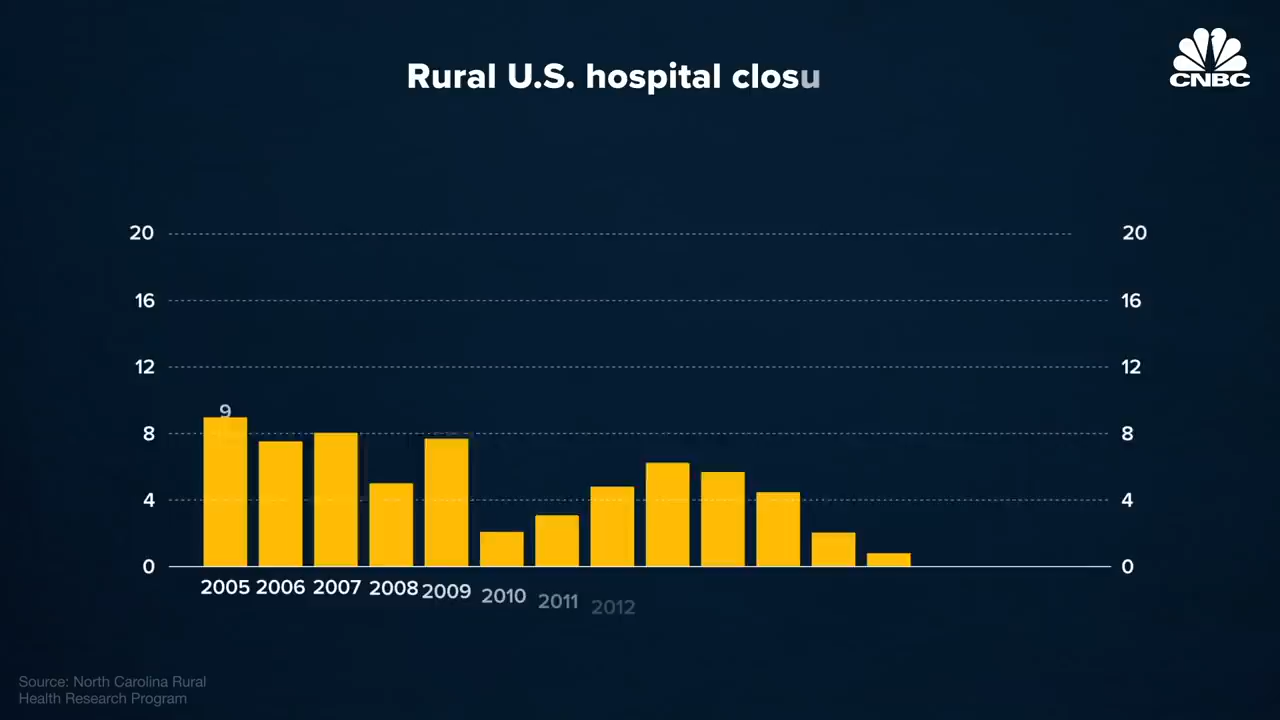 Rural U.S. hospital closu
CNBC
20 20
16 16
12 12
9
8 8
4 4
0 0
2005 2006 2007 2008 2009 2010 2011 2012
Source: North Carolina Rural
Health Research Program